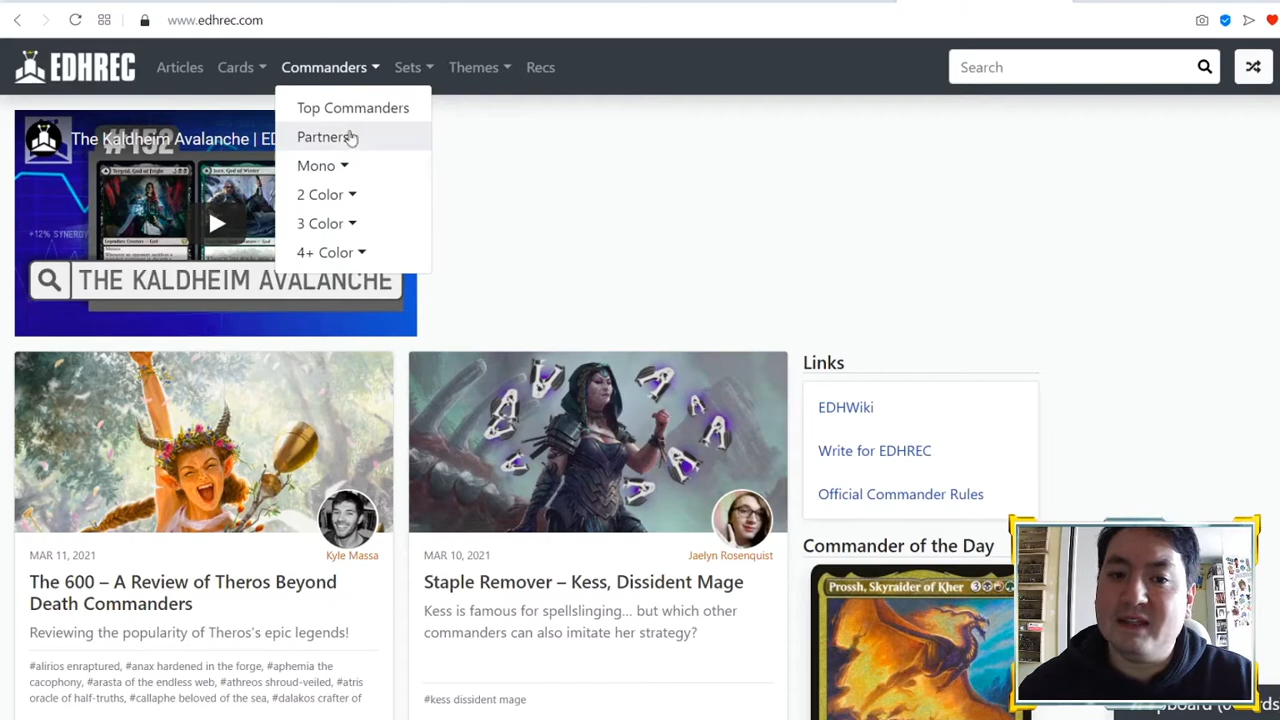 www.edhrec.com
EDHREC Articles Cards Commanders Sets Themes Recs Search
Top Commanders
Partners
Mono
2 Color
3 Color
4+ Color
#152
The Kaldheim Avalanche | ED
+12% SYNERGY
THE KALDHEIM AVALANCHE
Links
EDHWiki
Write for EDHREC
Official Commander Rules
Commander of the Day
Prossh, Skyraider of Kher
MAR 11, 2021
Kyle Massa
The 600 – A Review of Theros Beyond
Death Commanders
Reviewing the popularity of Theros's epic legends!
#alirios enraptured, #anax hardened in the forge, #aphemia the
cacophony, #arasta of the endless web, #athreos shroud-veiled, #atris
oracle of half-truths, #callaphe beloved of the sea, #dalakos crafter of
MAR 10, 2021
Jaelyn Rosenquist
Staple Remover – Kess, Dissident Mage
Kess is famous for spellslinging... but which other
commanders can also imitate her strategy?
#kess dissident mage